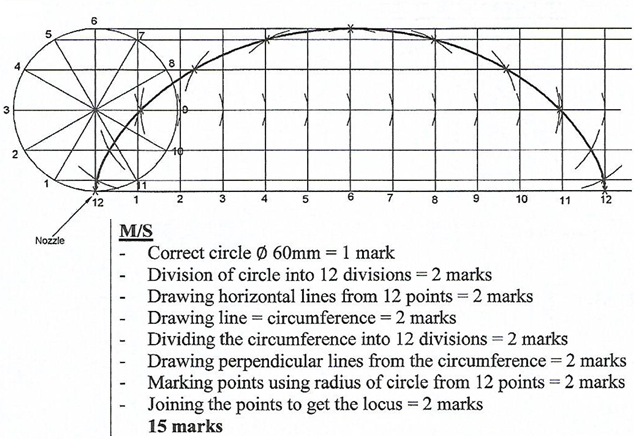 6
5 7
4 8
3 9
2 10
1 11
12 1 2 3 4 5 6 7 8 9 10 11 12
Nozzle
M/S
- Correct circle Ø 60mm = 1 mark
- Division of circle into 12 divisions = 2 marks
- Drawing horizontal lines from 12 points = 2 marks
- Drawing line = circumference = 2 marks
- Dividing the circumference into 12 divisions = 2 marks
- Drawing perpendicular lines from the circumference = 2 marks
- Marking points using radius of circle from 12 points = 2 marks
- Joining the points to get the locus = 2 marks
15 marks